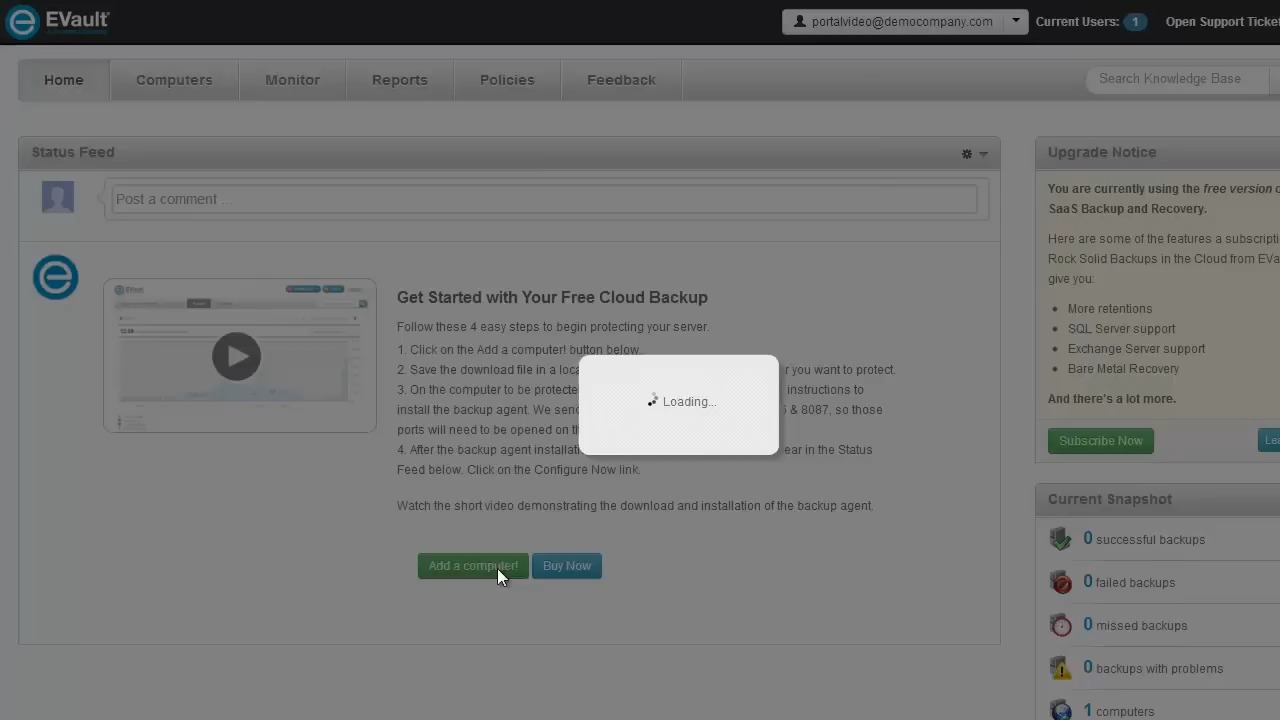 EVault
portalvideo@democompany.com
Current Users: 1
Open Support Ticket
Home
Computers
Monitor
Reports
Policies
Feedback
Search Knowledge Base
Status Feed
Post a comment ...
Get Started with Your Free Cloud Backup
Follow these 4 easy steps to begin protecting your server.
1. Click on the Add a computer! button below.
2. Save the download file in a loca r you want to protect.
3. On the computer to be protecte instructions to
install the backup agent. We send & 8087, so those
ports will need to be opened on th
4. After the backup agent installati ear in the Status
Feed below. Click on the Configure Now link.
Watch the short video demonstrating the download and installation of the backup agent.
Add a computer!
Buy Now
Loading...
Upgrade Notice
You are currently using the free version o
SaaS Backup and Recovery.
Here are some of the features a subscripti
Rock Solid Backups in the Cloud from EVa
give you:
More retentions
SQL Server support
Exchange Server support
Bare Metal Recovery
And there's a lot more.
Subscribe Now
Lea
Current Snapshot
0 successful backups
0 failed backups
0 missed backups
0 backups with problems
1 computers